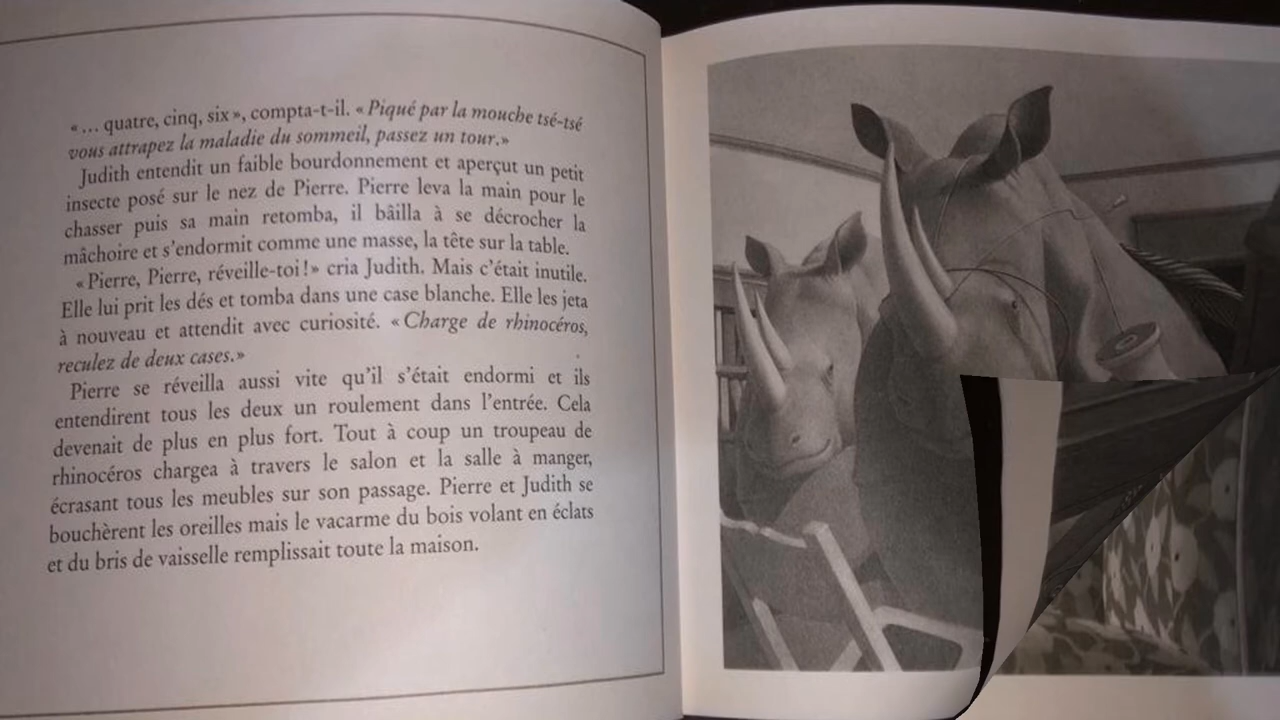 « ... quatre, cinq, six », compta-t-il. « Piqué par la mouche tsé-tsé
vous attrapez la maladie du sommeil, passez un tour.»
Judith entendit un faible bourdonnement et aperçut un petit
insecte posé sur le nez de Pierre. Pierre leva la main pour le
chasser puis sa main retomba, il bâilla à se décrocher la
mâchoire et s'endormit comme une masse, la tête sur la table.
« Pierre, Pierre, réveille-toi ! » cria Judith. Mais c'était inutile.
Elle lui prit les dés et tomba dans une case blanche. Elle les jeta
à nouveau et attendit avec curiosité. « Charge de rhinocéros,
reculez de deux cases.»
Pierre se réveilla aussi vite qu'il s'était endormi et ils
entendirent tous les deux un roulement dans l'entrée. Cela
devenait de plus en plus fort. Tout à coup un troupeau de
rhinocéros chargea à travers le salon et la salle à manger,
écrasant tous les meubles sur son passage. Pierre et Judith se
bouchèrent les oreilles mais le vacarme du bois volant en éclats
et du bris de vaisselle remplissait toute la maison.